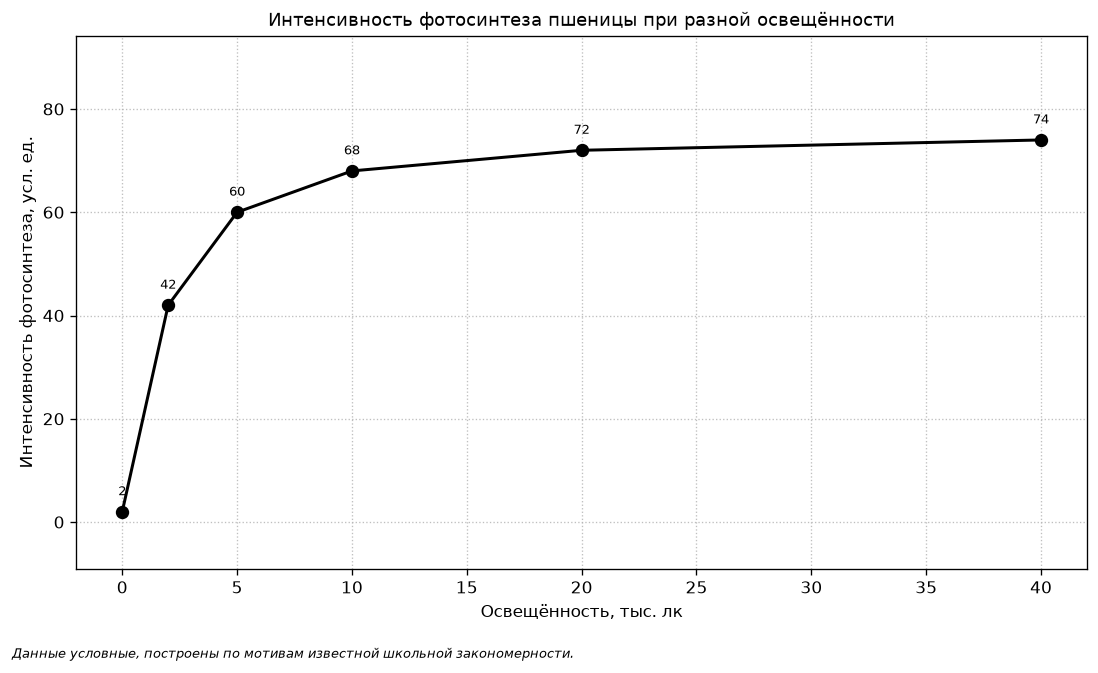 Интенсивность фотосинтеза пшеницы при разной освещённости
Интенсивность фотосинтеза, усл. ед.
80
60
40
20
0
2
42
60
68
72
74
0 5 10 15 20 25 30 35 40
Освещённость, тыс. лк
Данные условные, построены по мотивам известной школьной закономерности.